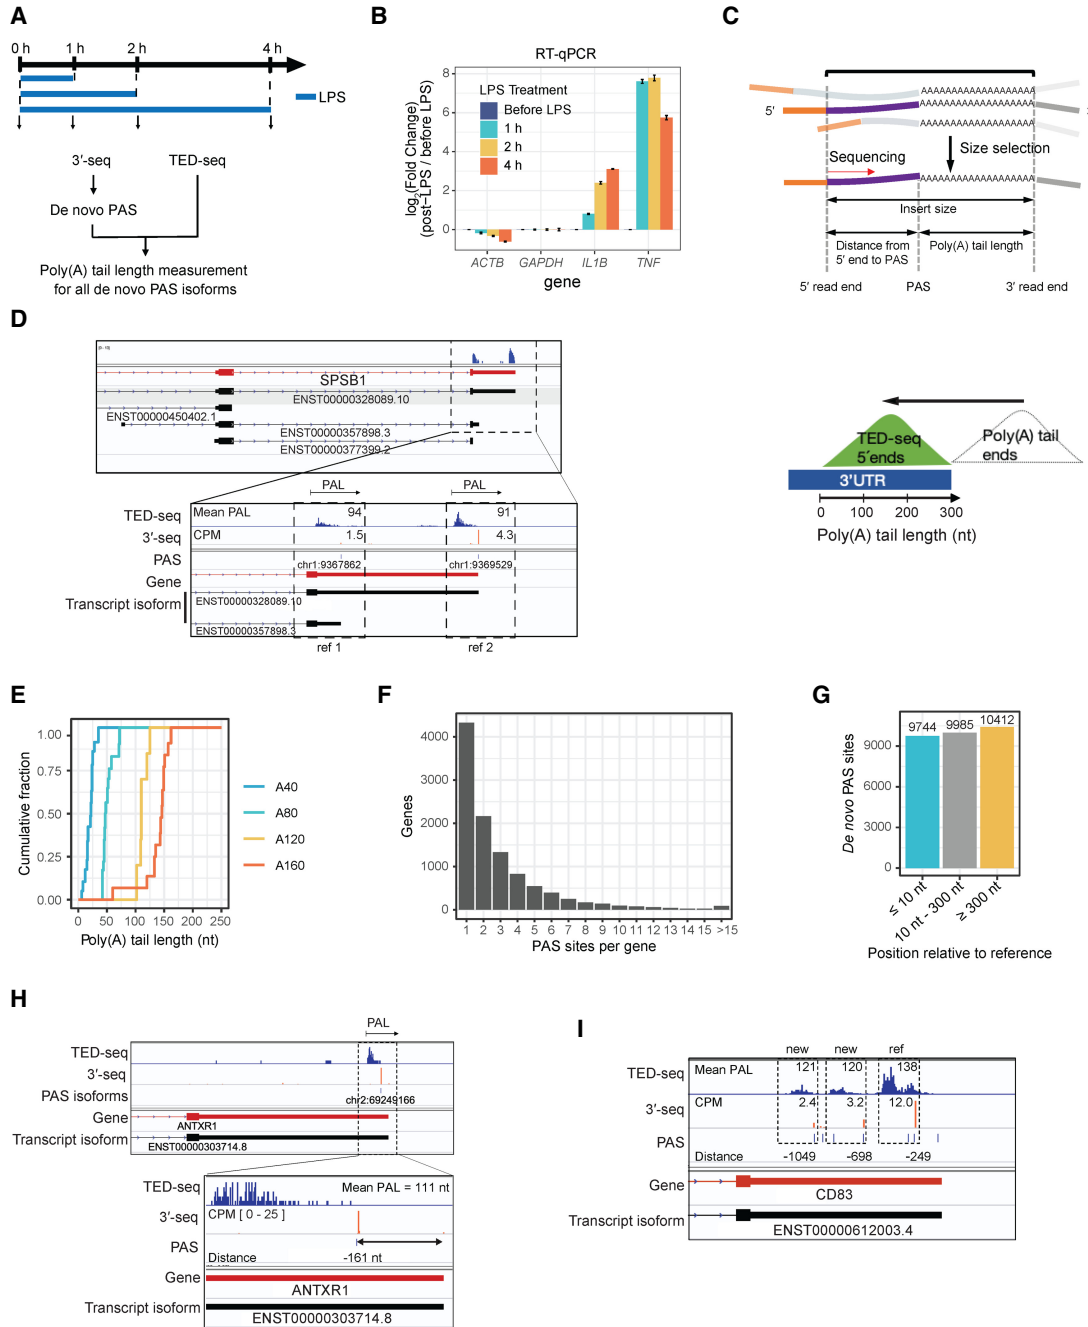 A
0 h
1 h
2 h
4 h
LPS
3′-seq
TED-seq
De novo PAS
Poly(A) tail length measurement
for all de novo PAS isoforms
B
RT-qPCR
log2(Fold Change)
(post−LPS / before LPS)
8
6
4
2
0
LPS Treatment
Before LPS
1 h
2 h
4 h
ACTB
GAPDH
IL1B
TNF
gene
C
5′
AAAAAAAAAAAAAAAAAA
AAAAAAAAAAAAAAAAAA
AAAAAAAAAAAAAAAAAA
Size selection
Sequencing
AAAAAAAAAAAAAAAAAA
Insert size
Distance from
5′ end to PAS
Poly(A) tail length
5′ read end
PAS
3′ read end
D
SPSB1
ENST00000328089.10
ENST00000450402.1
ENST00000357898.3
ENST00000377399.2
PAL
PAL
TED-seq
Mean PAL
94
91
3′-seq
CPM
1.5
4.3
PAS
chr1:9367862
chr1:9369529
Gene
Transcript isoform
ENST00000328089.10
ENST00000357898.3
ref 1
ref 2
TED-seq
5′ends
Poly(A) tail
ends
3′UTR
0
100
200
300
Poly(A) tail length (nt)
E
Cumulative fraction
1.00
0.75
0.50
0.25
0.00
0
50
100
150
200
250
Poly(A) tail length (nt)
A40
A80
A120
A160
F
Genes
4000
3000
2000
1000
0
1 2 3 4 5 6 7 8 9 10 11 12 13 14 15 >15
PAS sites per gene
G
De novo PAS sites
9000
6000
3000
0
9744
9985
10412
≤ 10 nt
10 nt - 300 nt
≥ 300 nt
Position relative to reference
H
PAL
TED-seq
3′-seq
PAS isoforms
chr2:69249166
Gene
ANTXR1
Transcript isoform
ENST00000303714.8
TED-seq
Mean PAL = 111 nt
3′-seq
CPM [ 0 - 25 ]
PAS
Distance
-161 nt
Gene
ANTXR1
Transcript isoform
ENST00000303714.8
I
new
new
ref
TED-seq
Mean PAL
121
120
138
3′-seq
CPM
2.4
3.2
12.0
PAS
Distance
-1049
-698
-249
Gene
CD83
Transcript isoform
ENST00000612003.4